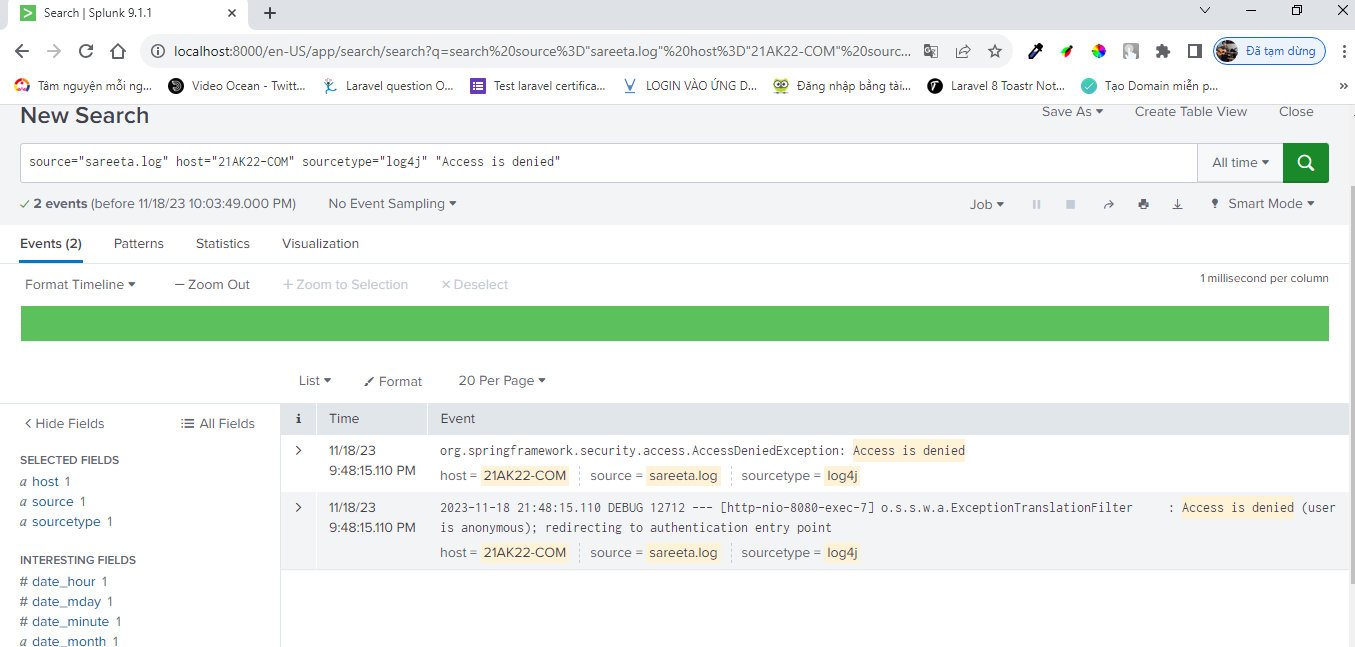 Search | Splunk 9.1.1
localhost:8000/en-US/app/search/search?q=search%20source%3D"sareeta.log"%20host%3D"21AK22-COM"%20sourc...
Đã tạm dừng
Tâm nguyện mỗi ng...
Video Ocean - Twitt...
Laravel question O...
Test laravel certifica...
LOGIN VÀO ỨNG D...
Đăng nhập bằng tài...
Laravel 8 Toastr Not...
Tạo Domain miễn p...
»
New Search
Save As
Create Table View
Close
source="sareeta.log" host="21AK22-COM" sourcetype="log4j" "Access is denied"
All time
2 events (before 11/18/23 10:03:49.000 PM)
No Event Sampling
Job
Smart Mode
Events (2)
Patterns
Statistics
Visualization
Format Timeline
— Zoom Out
+ Zoom to Selection
× Deselect
1 millisecond per column
List
Format
20 Per Page
< Hide Fields
All Fields
SELECTED FIELDS
a host 1
a source 1
a sourcetype 1
INTERESTING FIELDS
# date_hour 1
# date_mday 1
# date_minute 1
a date_month 1
i
Time
Event
11/18/23
9:48:15.110 PM
org.springframework.security.access.AccessDeniedException: Access is denied
host = 21AK22-COM
source = sareeta.log
sourcetype = log4j
11/18/23
9:48:15.110 PM
2023-11-18 21:48:15.110 DEBUG 12712 --- [http-nio-8080-exec-7] o.s.s.w.a.ExceptionTranslationFilter : Access is denied (user
is anonymous); redirecting to authentication entry point
host = 21AK22-COM
source = sareeta.log
sourcetype = log4j